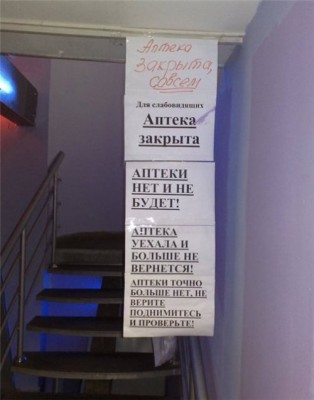 Аптека
закрыта,
совсем
Для слабовидящих
Аптека
закрыта
АПТЕКИ
НЕТ И НЕ
БУДЕТ!
АПТЕКА
УЕХАЛА И
БОЛЬШЕ НЕ
ВЕРНЕТСЯ!
АПТЕКИ ТОЧНО
БОЛЬШЕ НЕТ, НЕ
ВЕРИТЕ
ПОДНИМИТЕСЬ
И ПРОВЕРЬТЕ!